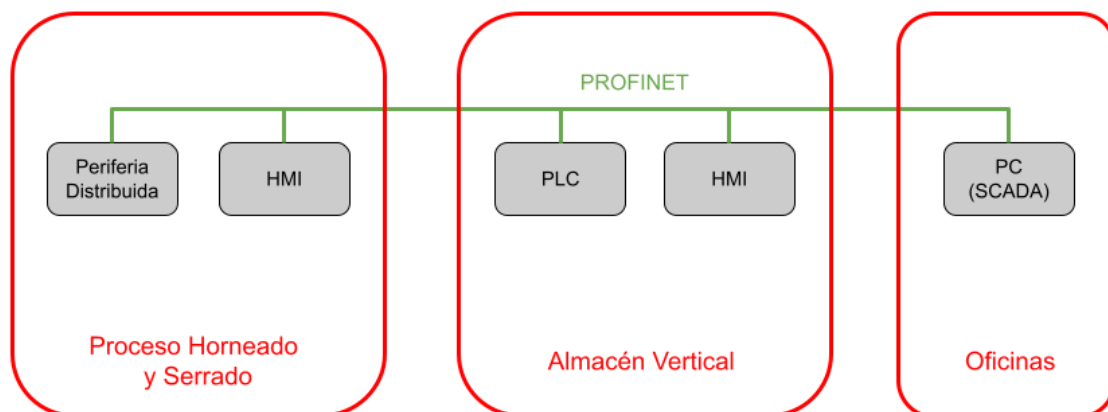 PROFINET
Periferia
Distribuida
HMI
PLC
HMI
PC
(SCADA)
Proceso Horneado
y Serrado
Almacén Vertical
Oficinas